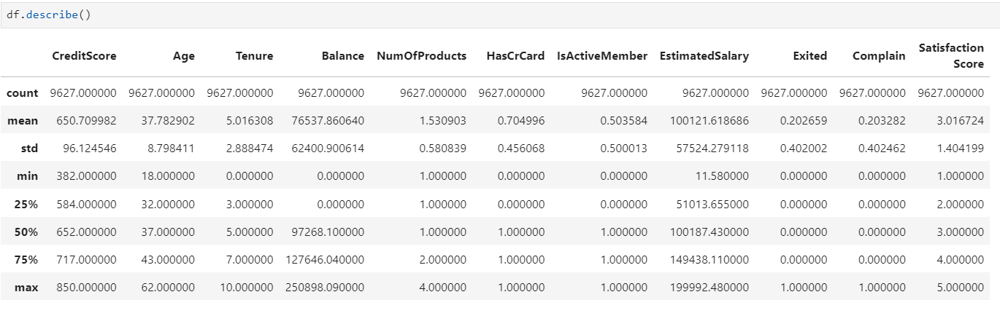 df.describe()
CreditScore Age Tenure Balance NumOfProducts HasCrCard IsActiveMember EstimatedSalary Exited Complain Satisfaction
Score
count 9627.000000 9627.000000 9627.000000 9627.000000 9627.000000 9627.000000 9627.000000 9627.000000 9627.000000 9627.000000 9627.000000
mean 650.709982 37.782902 5.016308 76537.860640 1.530903 0.704996 0.503584 100121.618686 0.202659 0.203282 3.016724
std 96.124546 8.798411 2.888474 62400.900614 0.580839 0.456068 0.500013 57524.279118 0.402002 0.402462 1.404199
min 382.000000 18.000000 0.000000 0.000000 1.000000 0.000000 0.000000 11.580000 0.000000 0.000000 1.000000
25% 584.000000 32.000000 3.000000 0.000000 1.000000 0.000000 0.000000 51013.655000 0.000000 0.000000 2.000000
50% 652.000000 37.000000 5.000000 97268.100000 1.000000 1.000000 1.000000 100187.430000 0.000000 0.000000 3.000000
75% 717.000000 43.000000 7.000000 127646.040000 2.000000 1.000000 1.000000 149438.110000 0.000000 0.000000 4.000000
max 850.000000 62.000000 10.000000 250898.090000 4.000000 1.000000 1.000000 199992.480000 1.000000 1.000000 5.000000